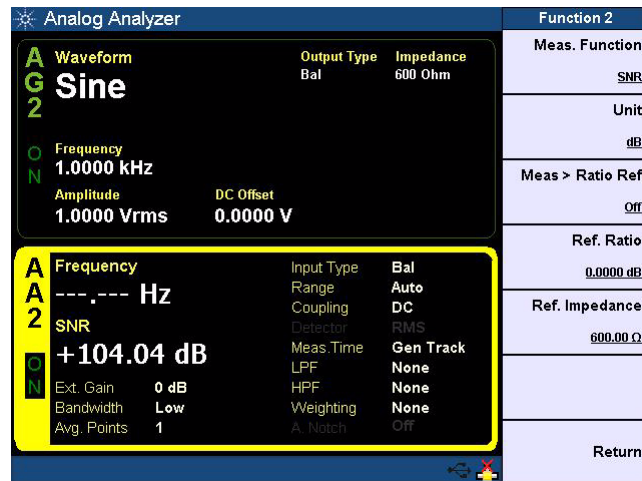 Analog Analyzer
Function 2
AG2
ON
Waveform
Sine
Output Type Impedance
Bal 600 Ohm
Frequency
1.0000 kHz
Amplitude DC Offset
1.0000 Vrms 0.0000 V
AA2
ON
Frequency
---.--- Hz
SNR
+104.04 dB
Ext. Gain 0 dB
Bandwidth Low
Avg. Points 1
Input Type Bal
Range Auto
Coupling DC
Detector RMS
Meas.Time Gen Track
LPF None
HPF None
Weighting None
A. Notch Off
Meas. Function
SNR
Unit
dB
Meas > Ratio Ref
Off
Ref. Ratio
0.0000 dB
Ref. Impedance
600.00 Ω
Return